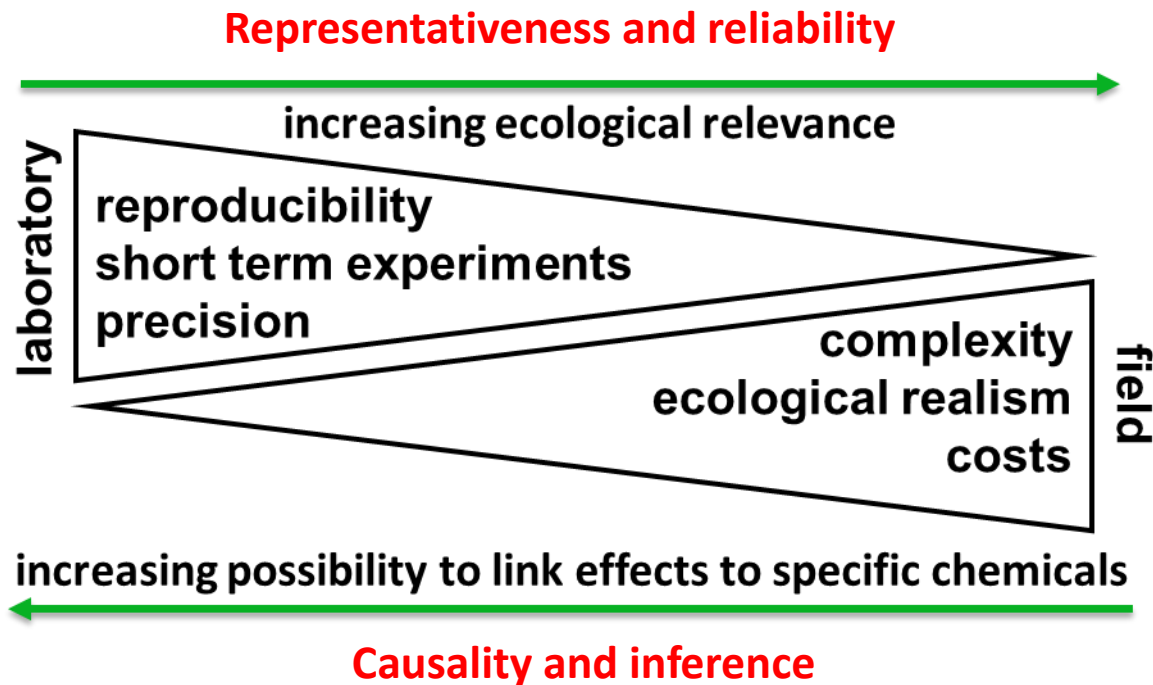 Representativeness and reliability
increasing ecological relevance
laboratory
reproducibility
short term experiments
precision
complexity
ecological realism
costs
field
increasing possibility to link effects to specific chemicals
Causality and inference